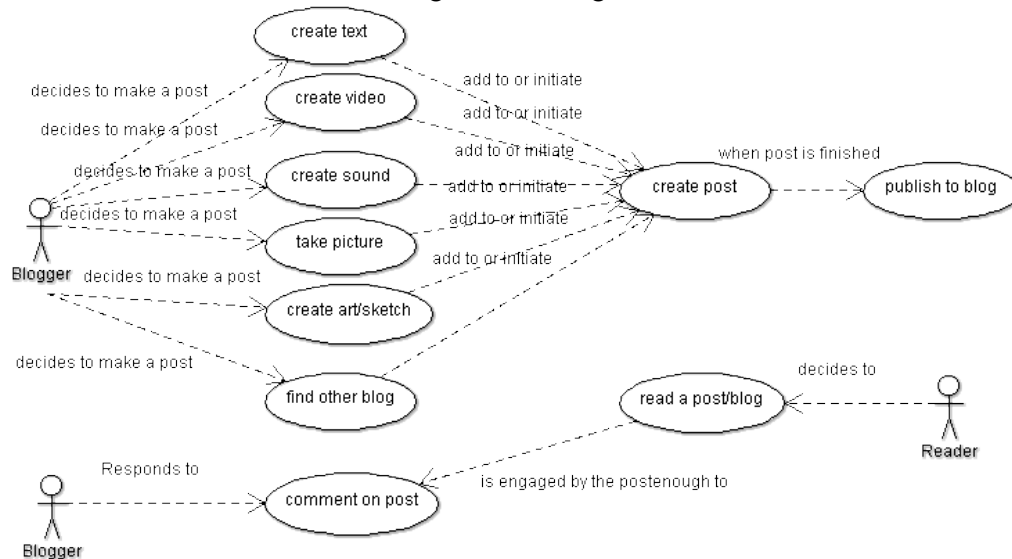 create text
add to or initiate
decides to make a post
create video
add to or initiate
decides to make a post
add to or initiate
when post is finished
decides to make a post
create sound
add to or initiate
create post
publish to blog
decides to make a post
add to or initiate
take picture
add to or initiate
Blogger
decides to make a post
create art/sketch
decides to make a post
find other blog
decides to
read a post/blog
Reader
Responds to
is engaged by the postenough to
comment on post
Blogger